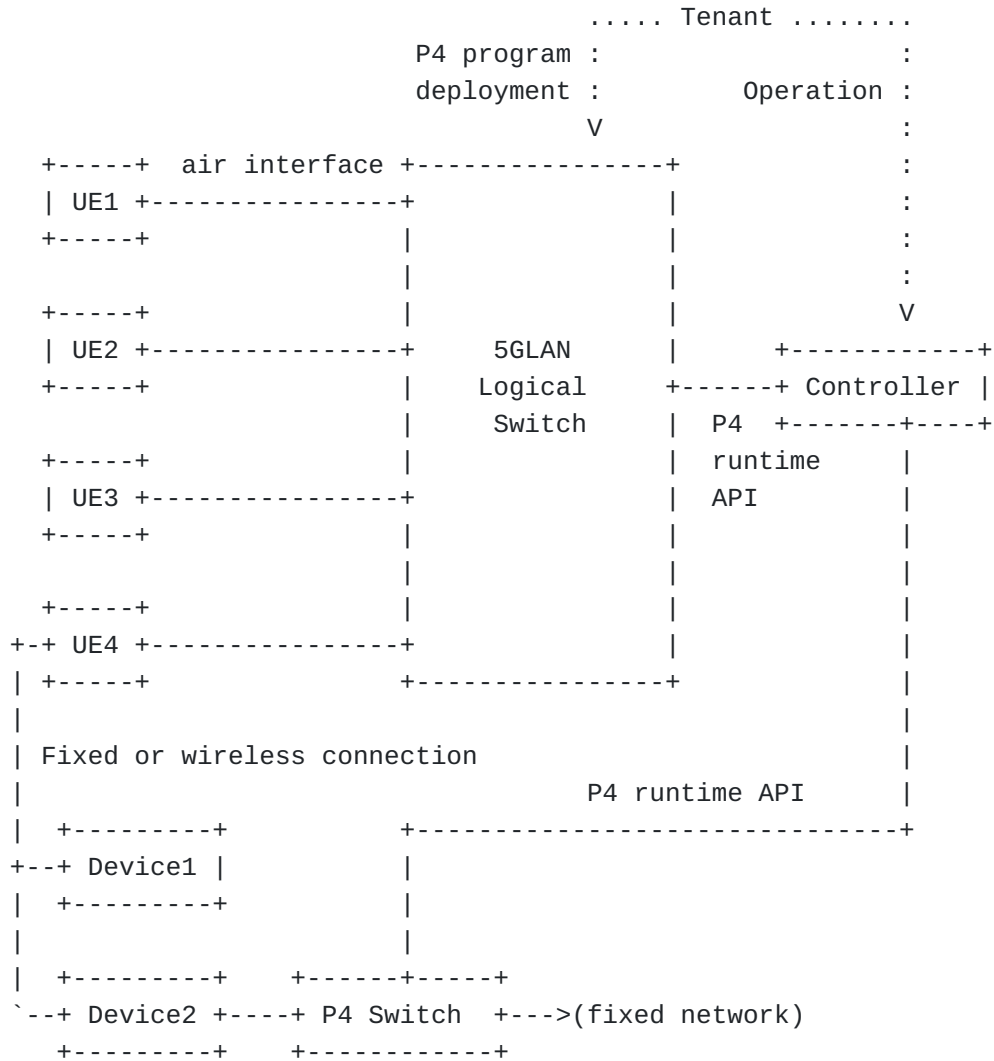 ..... Tenant ........
P4 program :                    :
deployment :         Operation :
V                    :
+-----+  air interface +----------------+              :
| UE1 +----------------+                |              :
+-----+                |                |              :
|                |              :
+-----+                |                |              V
| UE2 +----------------+     5GLAN      |      +------------+
+-----+                |    Logical     +------+ Controller |
|     Switch     |  P4  +-------+----+
+-----+                |                |  runtime     |
| UE3 +----------------+                |  API         |
+-----+                |                |              |
|                |              |
+-----+                |                |              |
+-+ UE4 +----------------+                |              |
| +-----+                +----------------+              |
|                                                        |
| Fixed or wireless connection                           |
|                                    P4 runtime API      |
|  +---------+           +-------------------------------+
+--+ Device1 |           |
|  +---------+           |
|                        |
|  +---------+    +------+-----+
`--+ Device2 +----+ P4 Switch  +--->(fixed network)
+---------+    +------------+